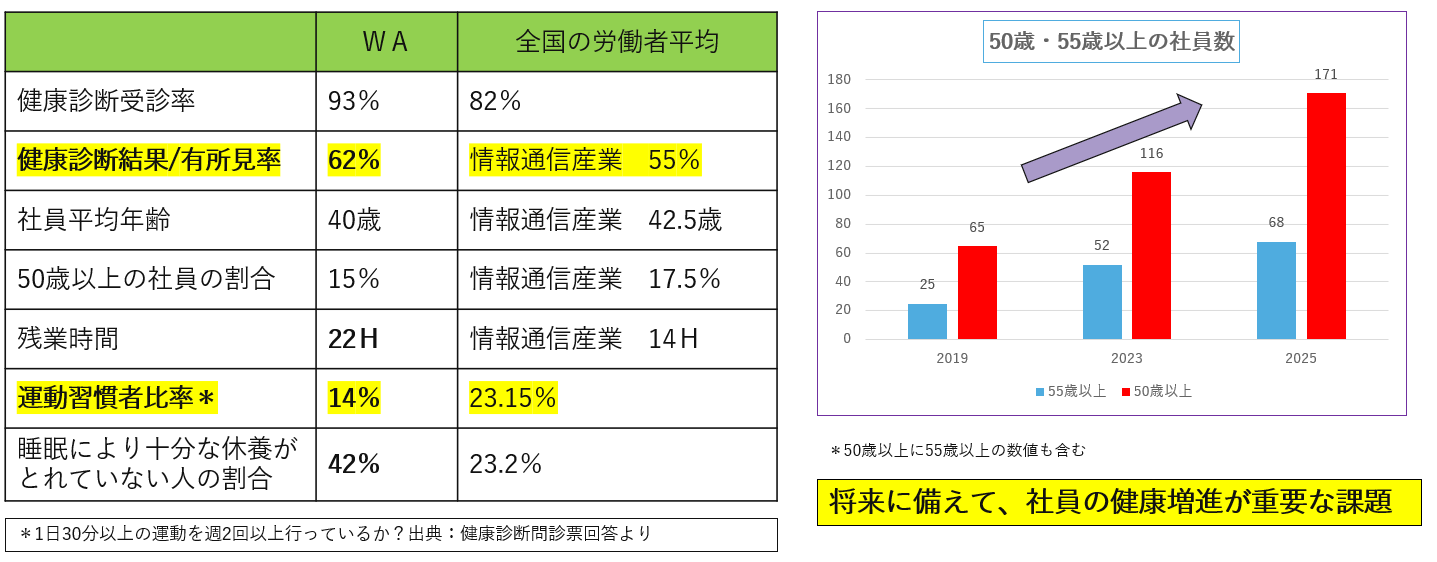 ＷＡ 全国の労働者平均
健康診断受診率 93％ 82％
健康診断結果/有所見率 62% 情報通信産業　55％
社員平均年齢 40歳 情報通信産業　42.5歳
50歳以上の社員の割合 15％ 情報通信産業　17.5％
残業時間 22Ｈ 情報通信産業　14Ｈ
運動習慣者比率＊ 14% 23.15％
睡眠により十分な休養が
とれていない人の割合 42% 23.2％
＊1日30分以上の運動を週2回以上行っているか？出典：健康診断問診票回答より
50歳・55歳以上の社員数
180
160
140
120
100
80
60
40
20
0
25 65
52 116
68 171
2019 2023 2025
55歳以上 50歳以上
＊50歳以上に55歳以上の数値も含む
将来に備えて、社員の健康増進が重要な課題